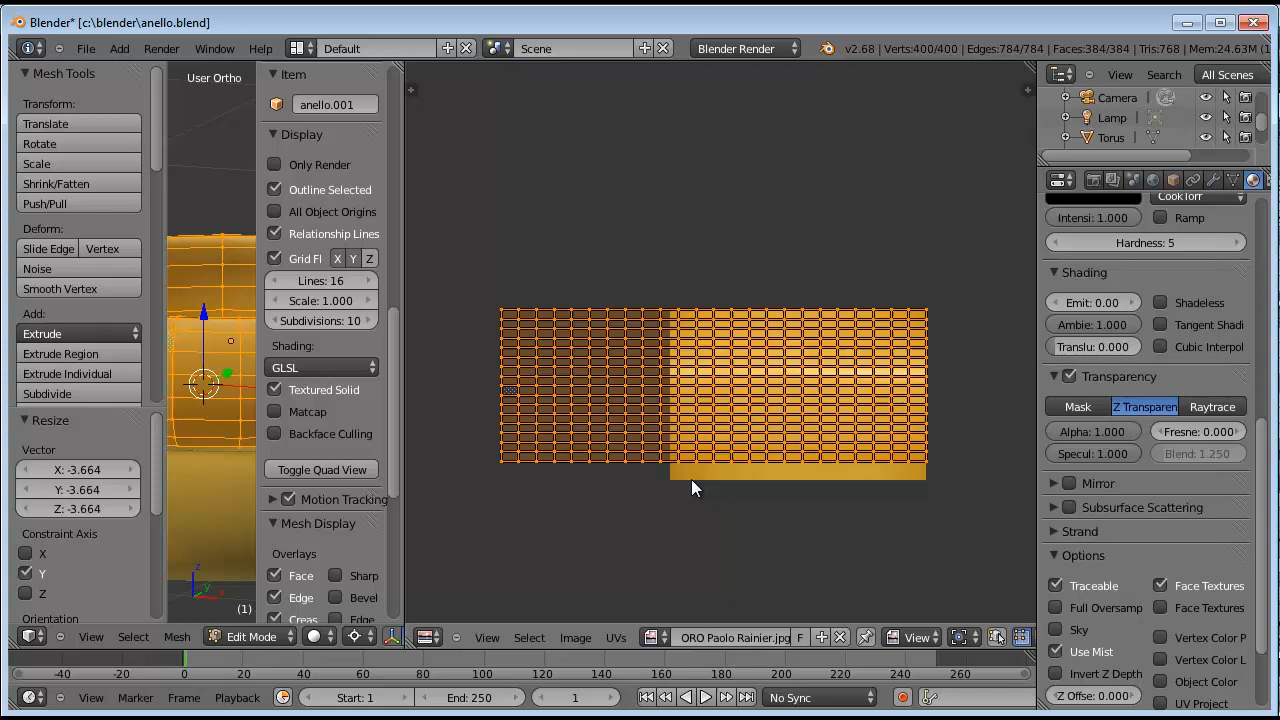 Blender* [c:\blender\anello.blend]
File Add Render Window Help Default Scene Blender Render v2.68 | Verts:400/400 | Edges:784/784 | Faces:384/384 | Tris:768 | Mem:24.63M (1
Mesh Tools
Transform:
Translate
Rotate
Scale
Shrink/Fatten
Push/Pull
Deform:
Slide Edge Vertex
Noise
Smooth Vertex
Add:
Extrude
Extrude Region
Extrude Individual
Subdivide
Resize
Vector
X: -3.664
Y: -3.664
Z: -3.664
Constraint Axis
X
Y
Z
Orientation
User Ortho
z
y
x
(1)
Item
anello.001
Display
Only Render
Outline Selected
All Object Origins
Relationship Lines
Grid Fl X Y Z
Lines: 16
Scale: 1.000
Subdivisions: 10
Shading:
GLSL
Textured Solid
Matcap
Backface Culling
Toggle Quad View
Motion Tracking
Mesh Display
Overlays
Face Sharp
Edge Bevel
Creas Edge
View Search All Scenes
Camera
Lamp
Torus
CookTorr
Intensi: 1.000 Ramp
Hardness: 5
Shading
Emit: 0.00 Shadeless
Ambie: 1.000 Tangent Shadi
Translu: 0.000 Cubic Interpol
Transparency
Mask Z Transparen Raytrace
Alpha: 1.000 Fresne: 0.000
Specul: 1.000 Blend: 1.250
Mirror
Subsurface Scattering
Strand
Options
Traceable Face Textures
Full Oversamp Face Textures
Sky Vertex Color P
Use Mist Vertex Color L
Invert Z Depth Object Color
Z Offse: 0.000 UV Project
View Select Mesh Edit Mode
View Select Image UVs ORO Paolo Rainier.jpg F View
-40 -20 0 20 40 60 80 100 120 140 160 180 200 220 240 260
View Marker Frame Playback Start: 1 End: 250 1 No Sync